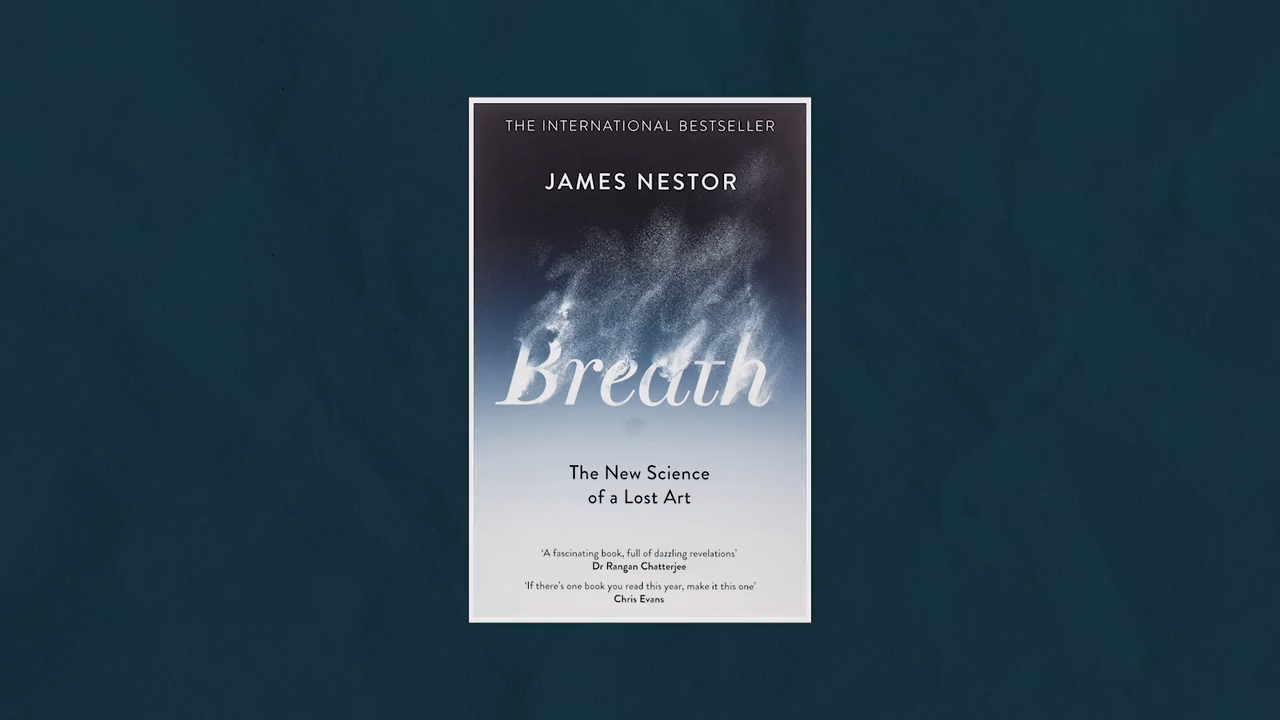 THE INTERNATIONAL BESTSELLER
JAMES NESTOR
Breath
The New Science
of a Lost Art
‘A fascinating book, full of dazzling revelations’
Dr Rangan Chatterjee
‘If there’s one book you read this year, make it this one’
Chris Evans